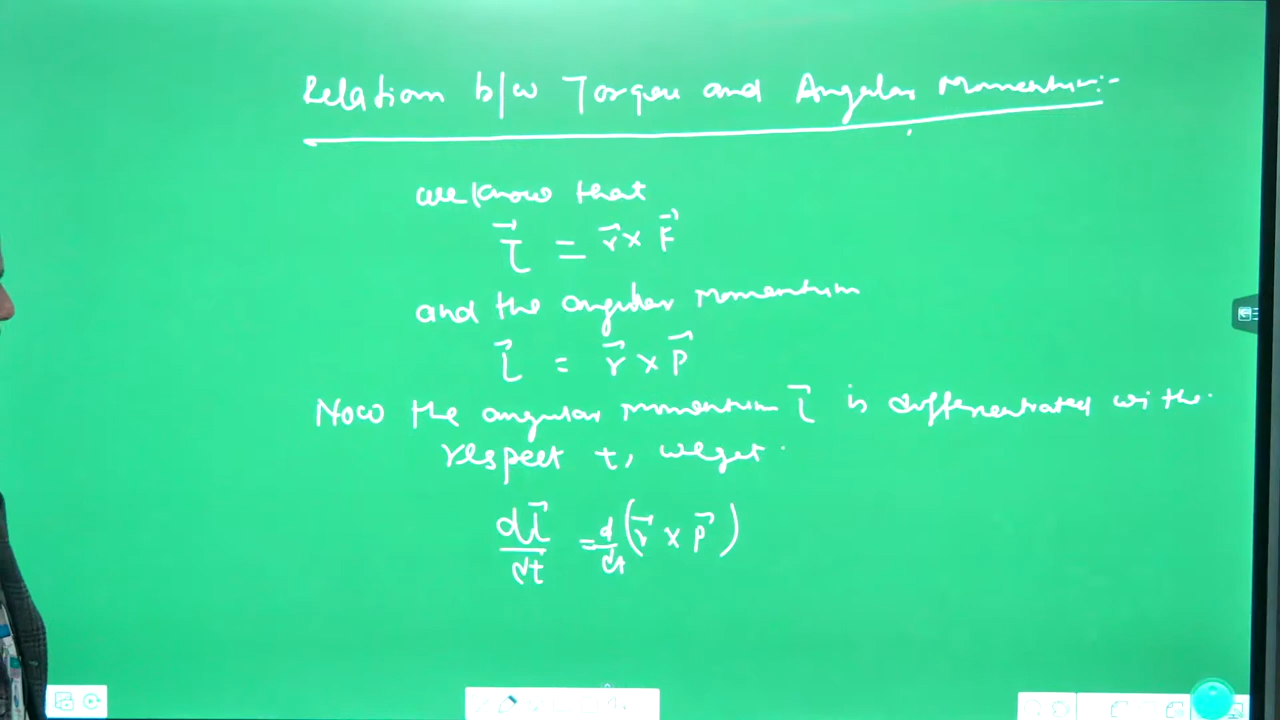 Relation b/w Torque and Angular Momentum:-
we know that
τ⃗ = r⃗ × F⃗
and the angular momentum
L⃗ = r⃗ × P⃗
Now the angular momentum L⃗ is differentiated with the
respect t, we get
dL⃗/dt = d/dt (r⃗ × P⃗)